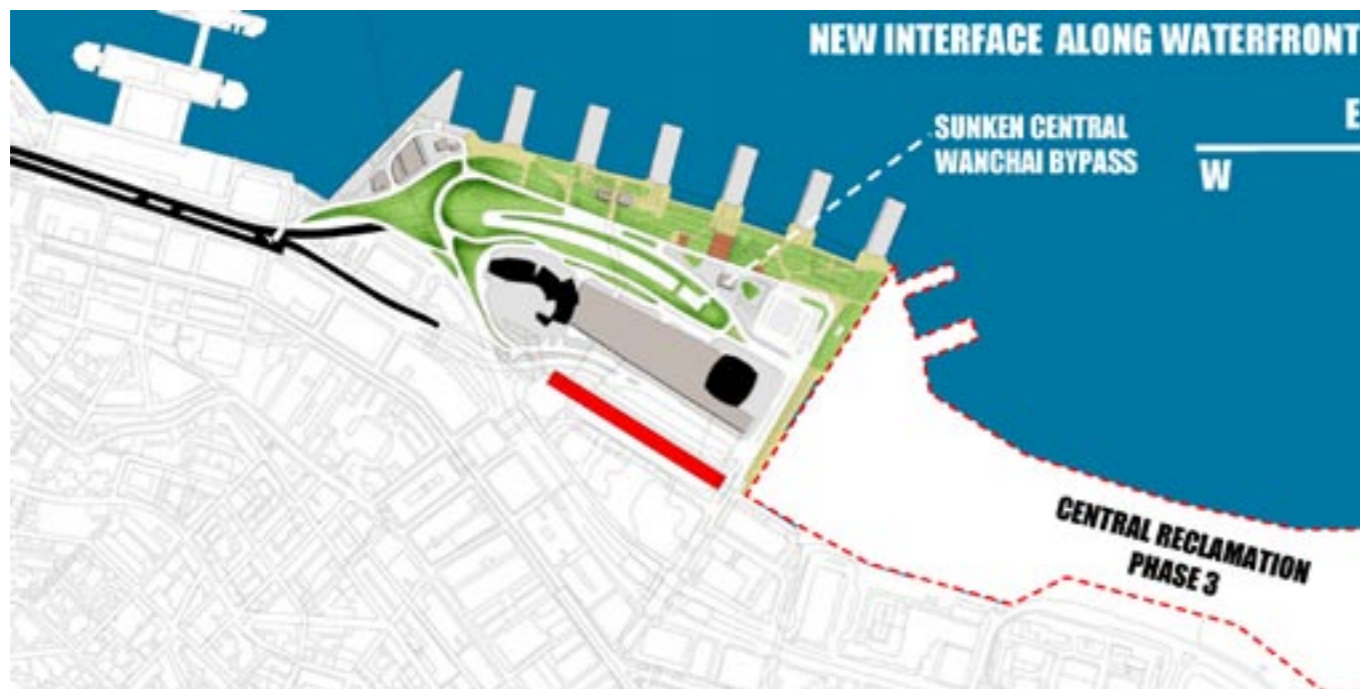 NEW INTERFACE ALONG WATERFRONT
SUNKEN CENTRAL
WANCHAI BYPASS
E
W
CENTRAL RECLAMATION
PHASE 3